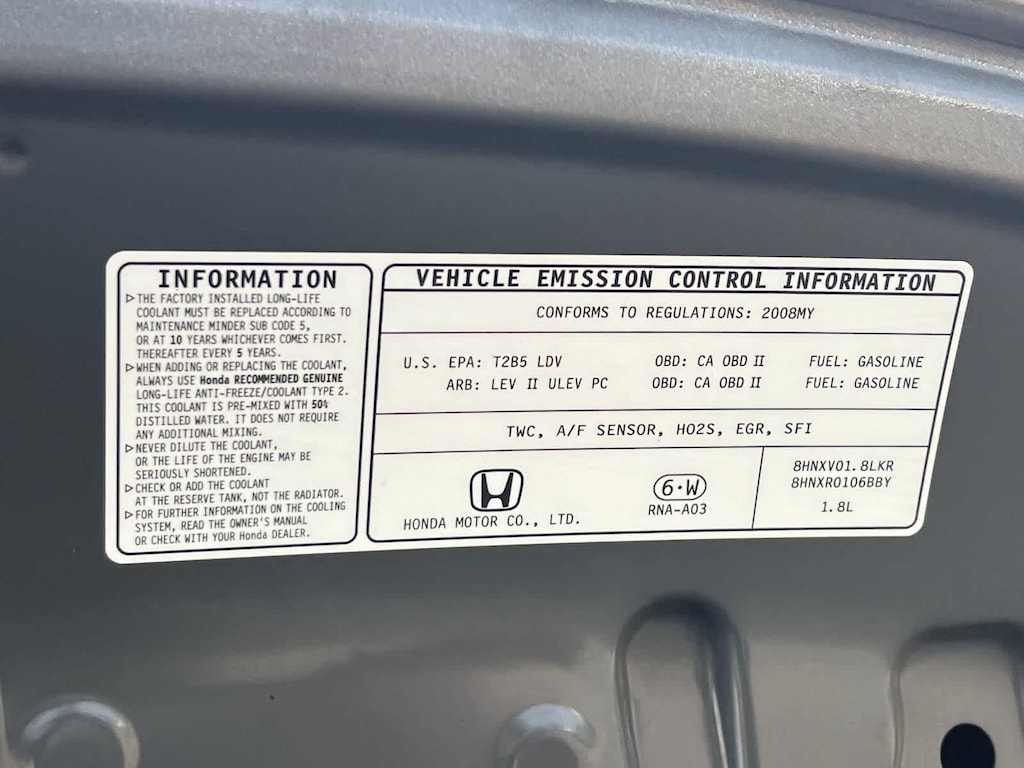 INFORMATION
▷THE FACTORY INSTALLED LONG-LIFE
COOLANT MUST BE REPLACED ACCORDING TO
MAINTENANCE MINDER SUB CODE 5,
OR AT 10 YEARS WHICHEVER COMES FIRST.
THEREAFTER EVERY 5 YEARS.
▷WHEN ADDING OR REPLACING THE COOLANT,
ALWAYS USE Honda RECOMMENDED GENUINE
LONG-LIFE ANTI-FREEZE/COOLANT TYPE 2.
THIS COOLANT IS PRE-MIXED WITH 50%
DISTILLED WATER. IT DOES NOT REQUIRE
ANY ADDITIONAL MIXING.
▷NEVER DILUTE THE COOLANT,
OR THE LIFE OF THE ENGINE MAY BE
SERIOUSLY SHORTENED.
▷CHECK OR ADD THE COOLANT
AT THE RESERVE TANK, NOT THE RADIATOR.
▷FOR FURTHER INFORMATION ON THE COOLING
SYSTEM, READ THE OWNER'S MANUAL
OR CHECK WITH YOUR Honda DEALER.
VEHICLE EMISSION CONTROL INFORMATION
CONFORMS TO REGULATIONS: 2008MY
U.S. EPA: T2B5 LDV OBD: CA OBD II FUEL: GASOLINE
ARB: LEV II ULEV PC OBD: CA OBD II FUEL: GASOLINE
TWC, A/F SENSOR, HO2S, EGR, SFI
HONDA MOTOR CO., LTD.
6·W
RNA-A03
8HNXV01.8LKR
8HNXR0106BBY
1.8L